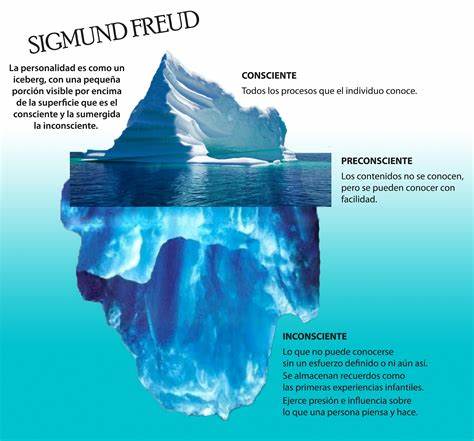 SIGMUND FREUD
La personalidad es como un
iceberg, con una pequeña
porción visible por encima
de la superficie que es el
consciente y la sumergida
la inconsciente.
CONSCIENTE
Todos los procesos que el individuo conoce.
PRECONSCIENTE
Los contenidos no se conocen,
pero se pueden conocer con
facilidad.
INCONSCIENTE
Lo que no puede conocerse
sin un esfuerzo definido o ni aún así.
Se almacenan recuerdos como
las primeras experiencias infantiles.
Ejerce presión e influencia sobre
lo que una persona piensa y hace.